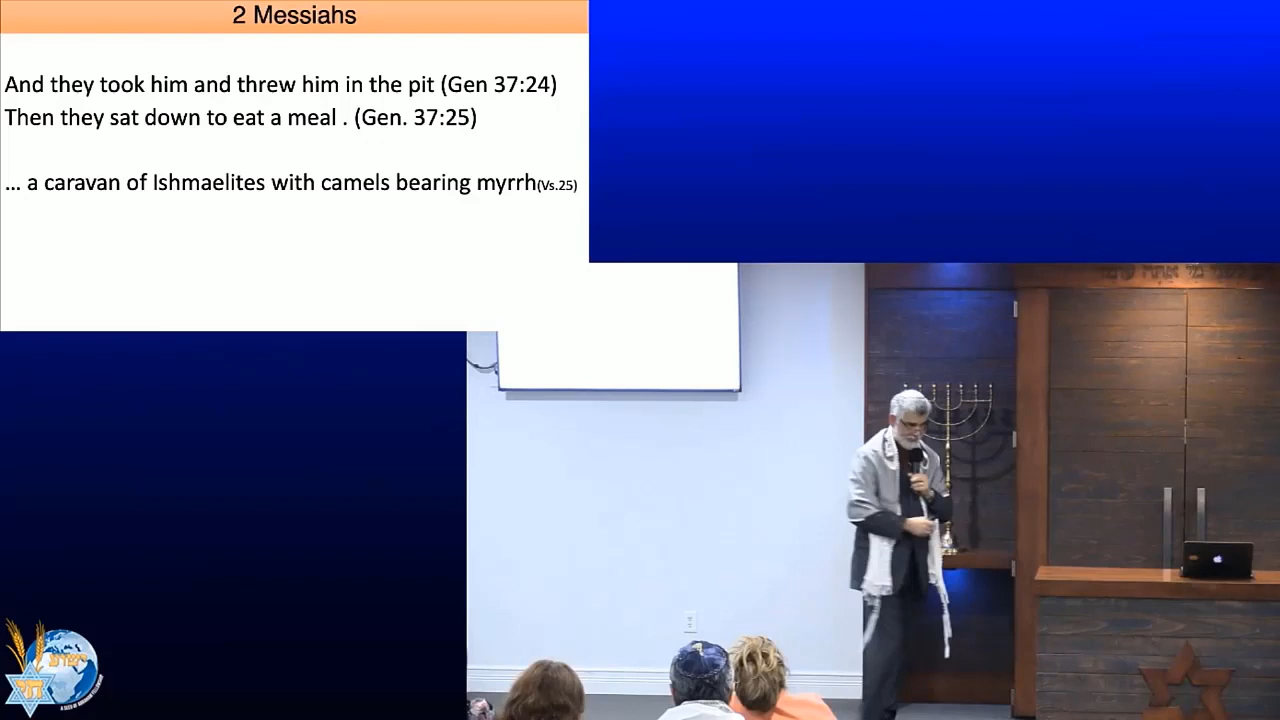 2 Messiahs
And they took him and threw him in the pit (Gen 37:24)
Then they sat down to eat a meal . (Gen. 37:25)
... a caravan of Ishmaelites with camels bearing myrrh(Vs.25)
ישוע